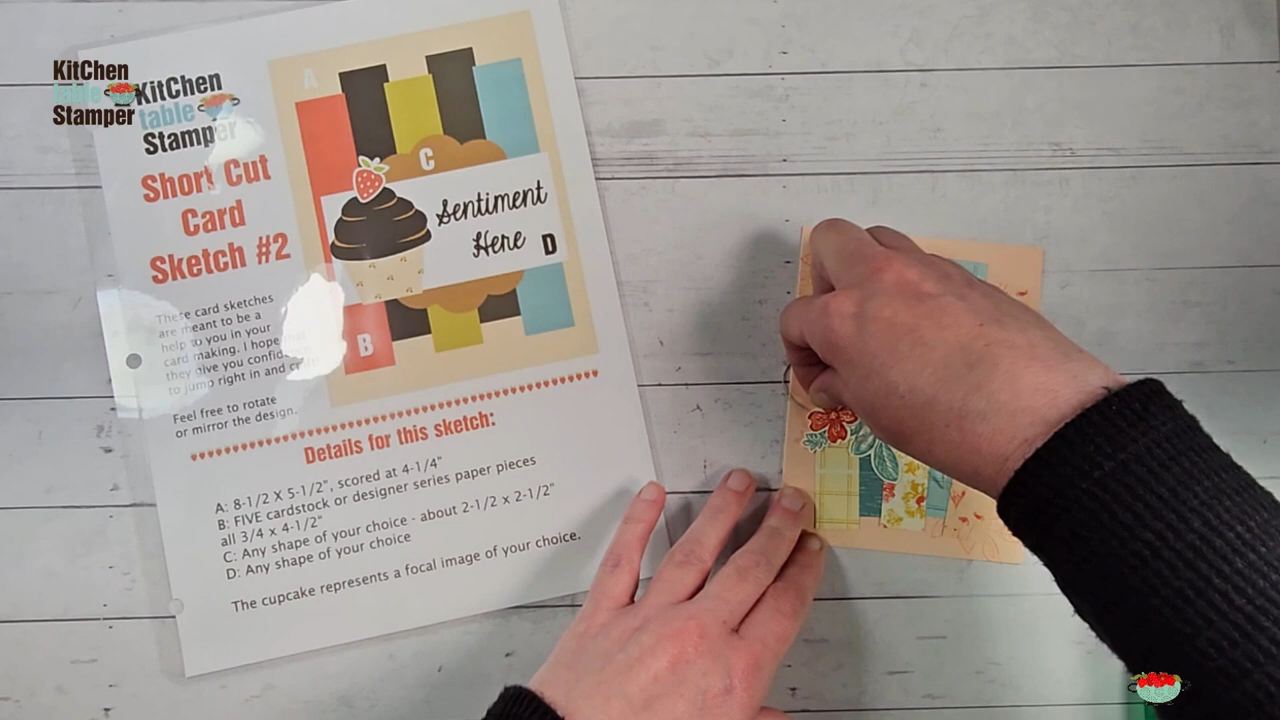 KitChen
table
Stamper
KitChen
table
Stamper
Short Cut
Card
Sketch #2
These card sketches
are meant to be a
help to you in your
card making. I hope that
they give you
to jump right in and
Feel free to rotate
or mirror the design.
A
C
Sentiment
Here
D
B
Details for this sketch:
A: 8-1/2 X 5-1/2", scored at 4-1/4"
B: FIVE cardstock or designer series paper pieces
all 3/4 x 4-1/2"
C: Any shape of your choice - about 2-1/2 x 2-1/2"
D: Any shape of your choice
The cupcake represents a focal image of your choice.